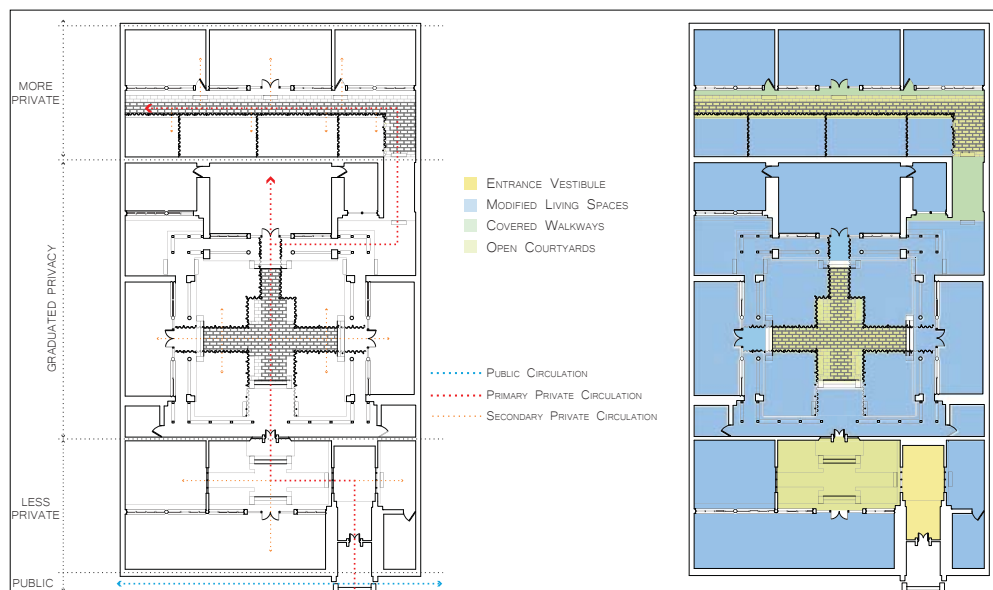 MORE
PRIVATE
GRADUATED PRIVACY
LESS
PRIVATE
PUBLIC
ENTRANCE VESTIBULE
MODIFIED LIVING SPACES
COVERED WALKWAYS
OPEN COURTYARDS
PUBLIC CIRCULATION
PRIMARY PRIVATE CIRCULATION
SECONDARY PRIVATE CIRCULATION